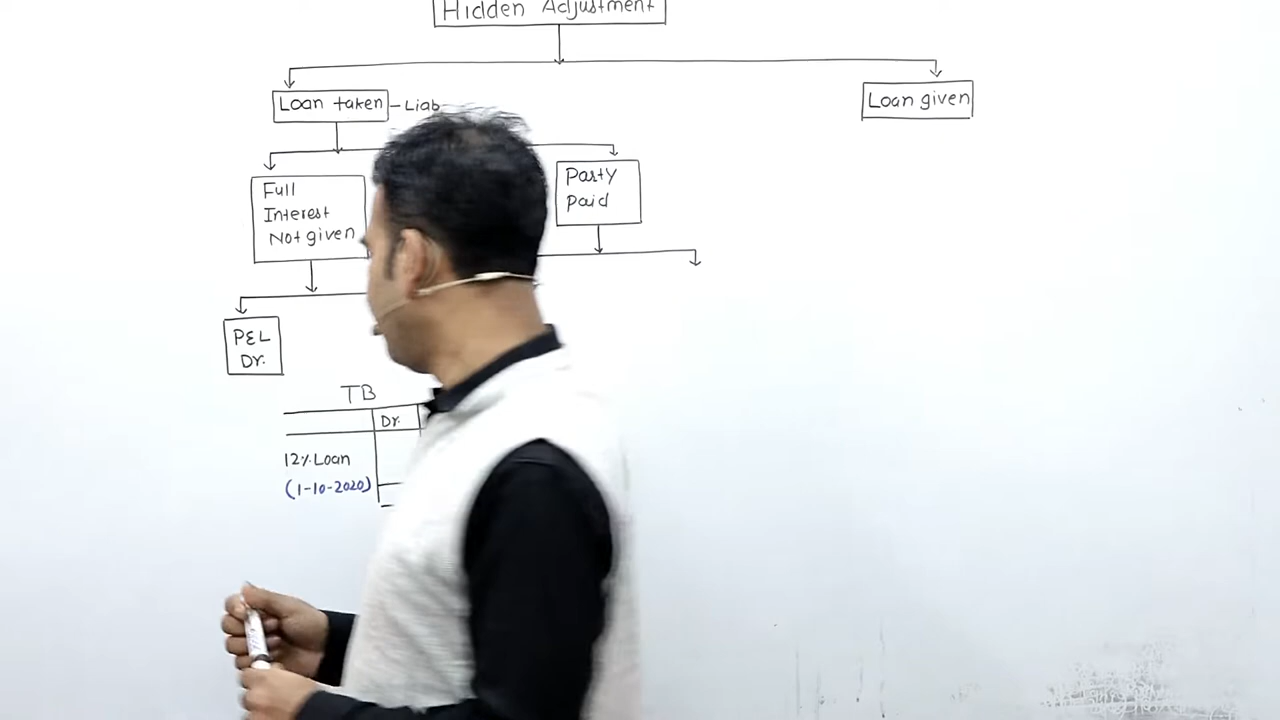 Hidden Adjustment
Loan taken - Liab
Loan given
Full
Interest
Not given
Party
Paid
P&L
Dr.
TB
Dr.
12% Loan
(1-10-2020)